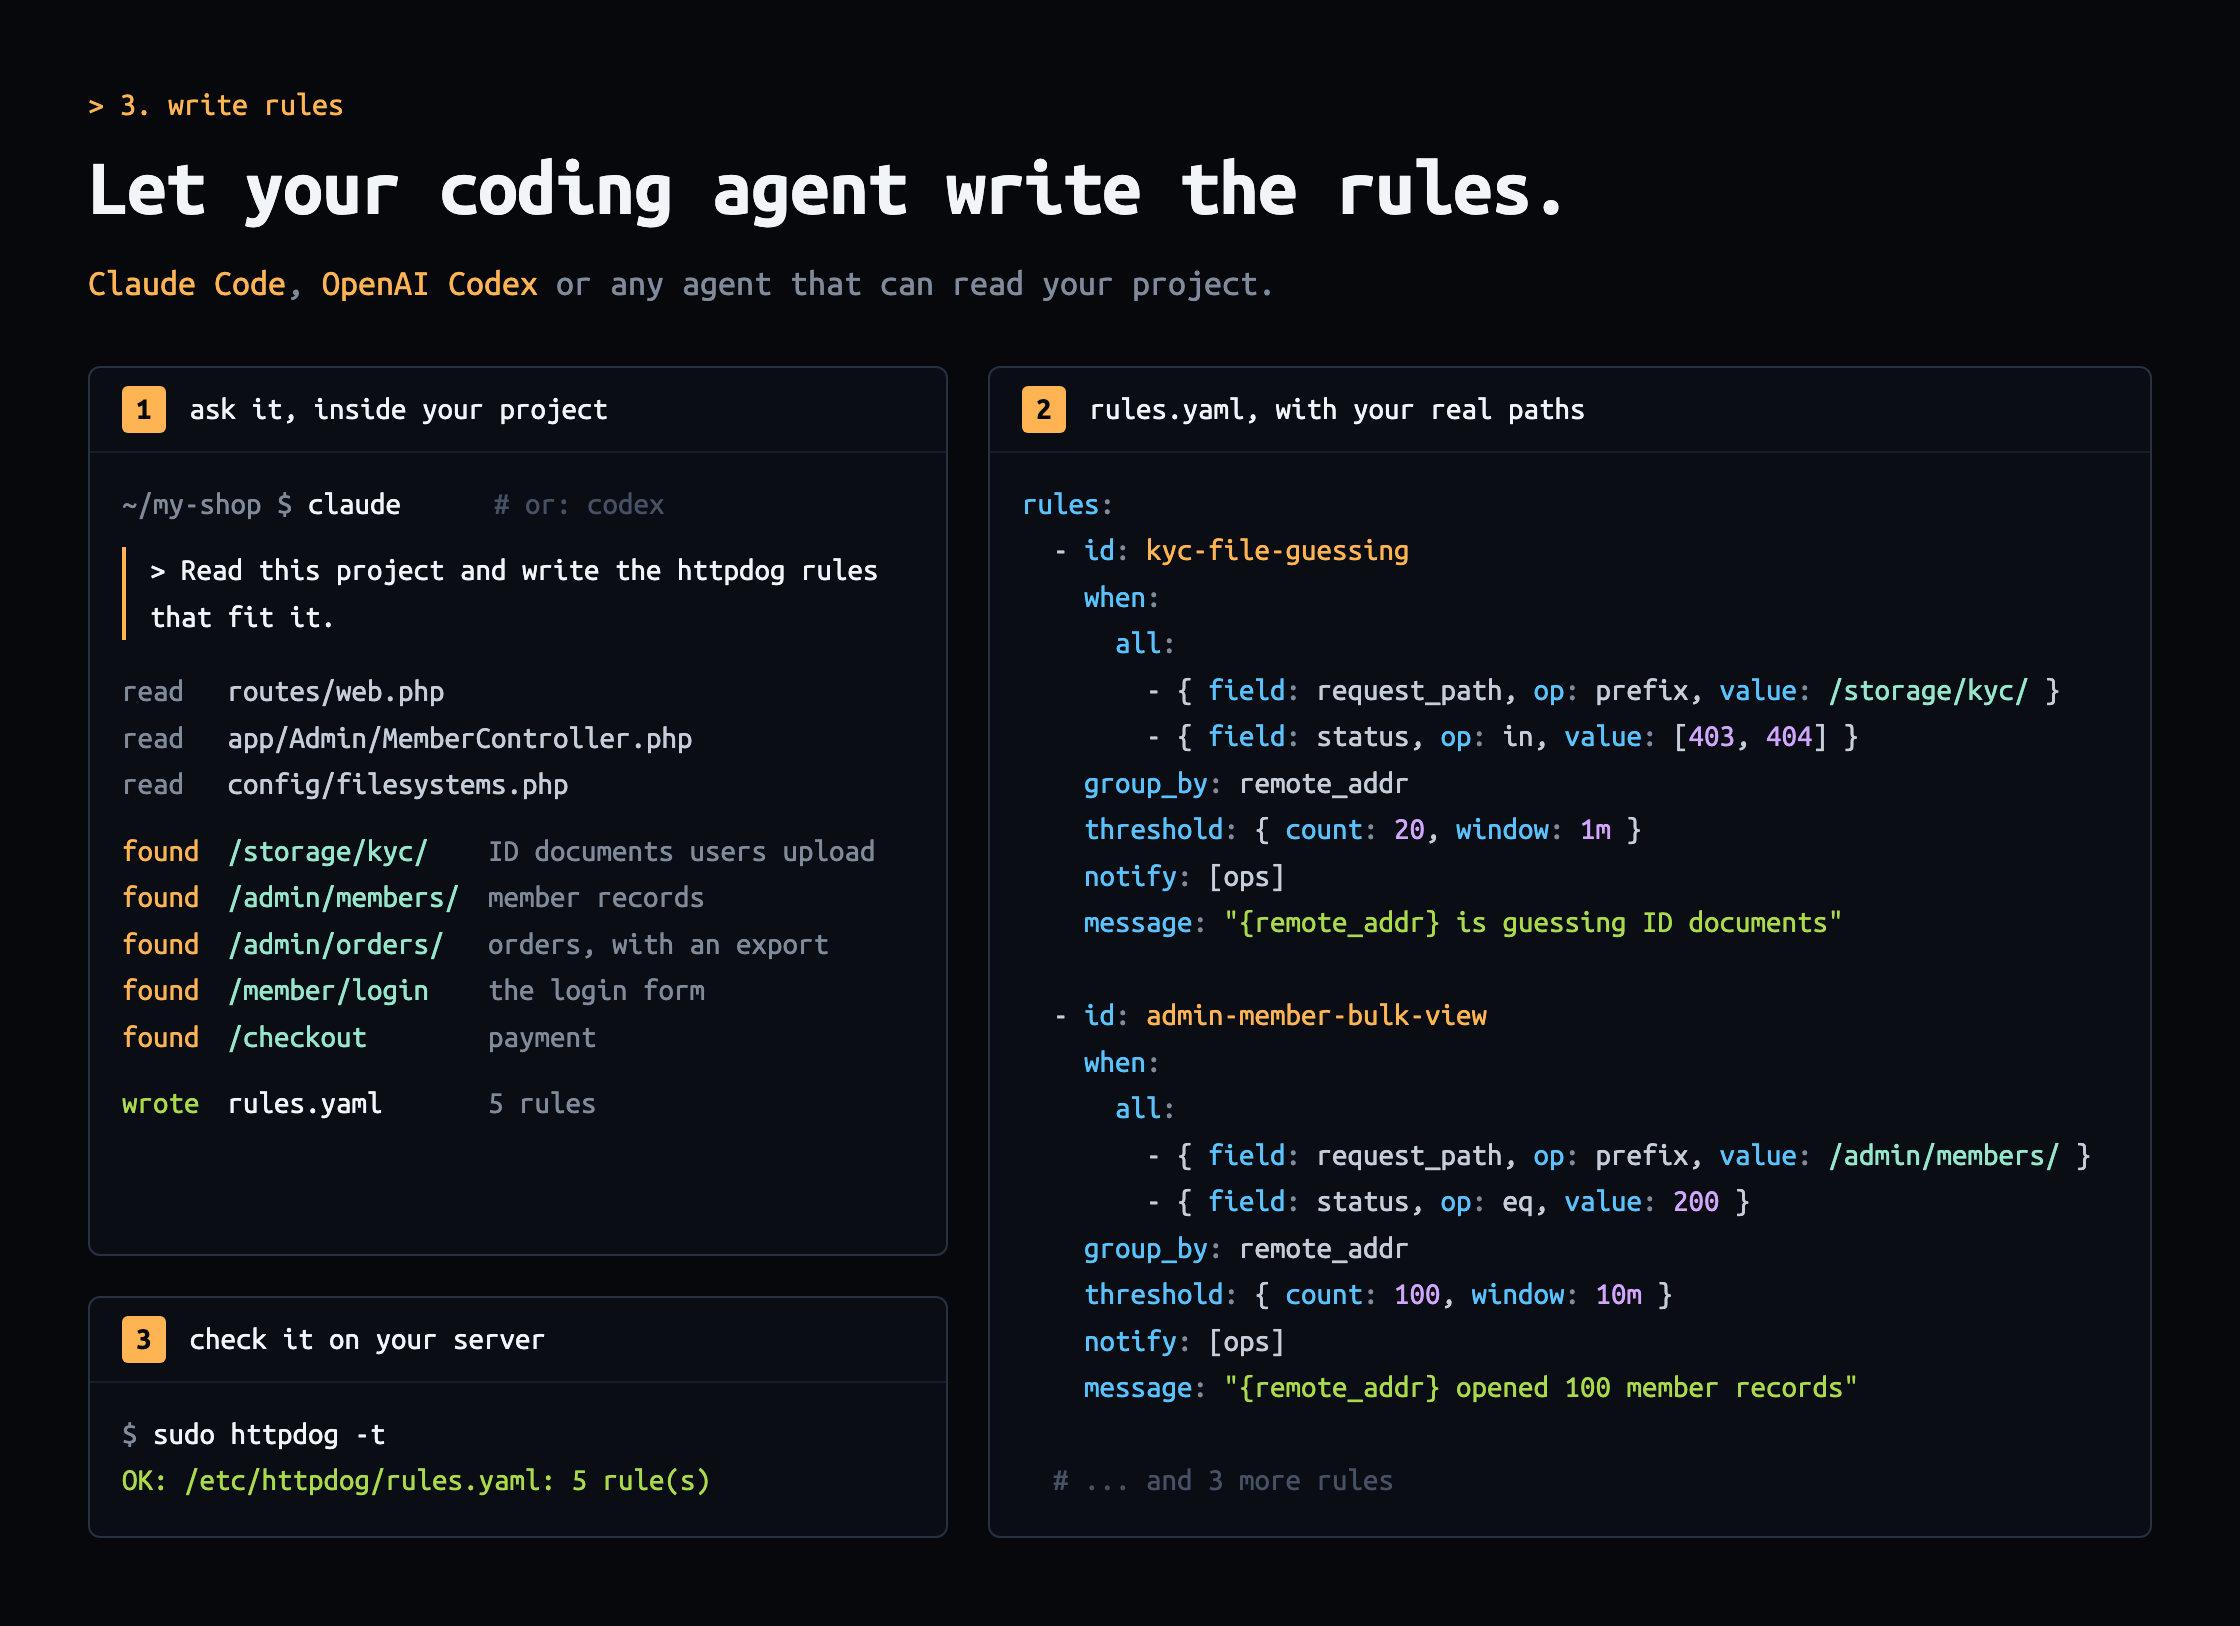 > 3. write rules
Let your coding agent write the rules.
Claude Code, OpenAI Codex or any agent that can read your project.
1 ask it, inside your project
~/my-shop $ claude # or: codex
> Read this project and write the httpdog rules
that fit it.
read routes/web.php
read app/Admin/MemberController.php
read config/filesystems.php
found /storage/kyc/ ID documents users upload
found /admin/members/ member records
found /admin/orders/ orders, with an export
found /member/login the login form
found /checkout payment
wrote rules.yaml 5 rules
2 rules.yaml, with your real paths
rules:
  - id: kyc-file-guessing
    when:
      all:
        - { field: request_path, op: prefix, value: /storage/kyc/ }
        - { field: status, op: in, value: [403, 404] }
    group_by: remote_addr
    threshold: { count: 20, window: 1m }
    notify: [ops]
    message: "{remote_addr} is guessing ID documents"
  - id: admin-member-bulk-view
    when:
      all:
        - { field: request_path, op: prefix, value: /admin/members/ }
        - { field: status, op: eq, value: 200 }
    group_by: remote_addr
    threshold: { count: 100, window: 10m }
    notify: [ops]
    message: "{remote_addr} opened 100 member records"
  # ... and 3 more rules
3 check it on your server
$ sudo httpdog -t
OK: /etc/httpdog/rules.yaml: 5 rule(s)